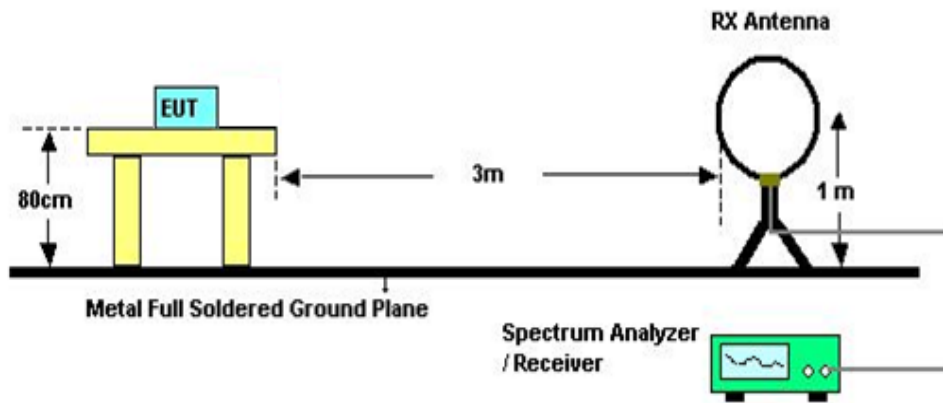 RX Antenna
EUT
80cm
3m
1 m
Metal Full Soldered Ground Plane
Spectrum Analyzer
/ Receiver